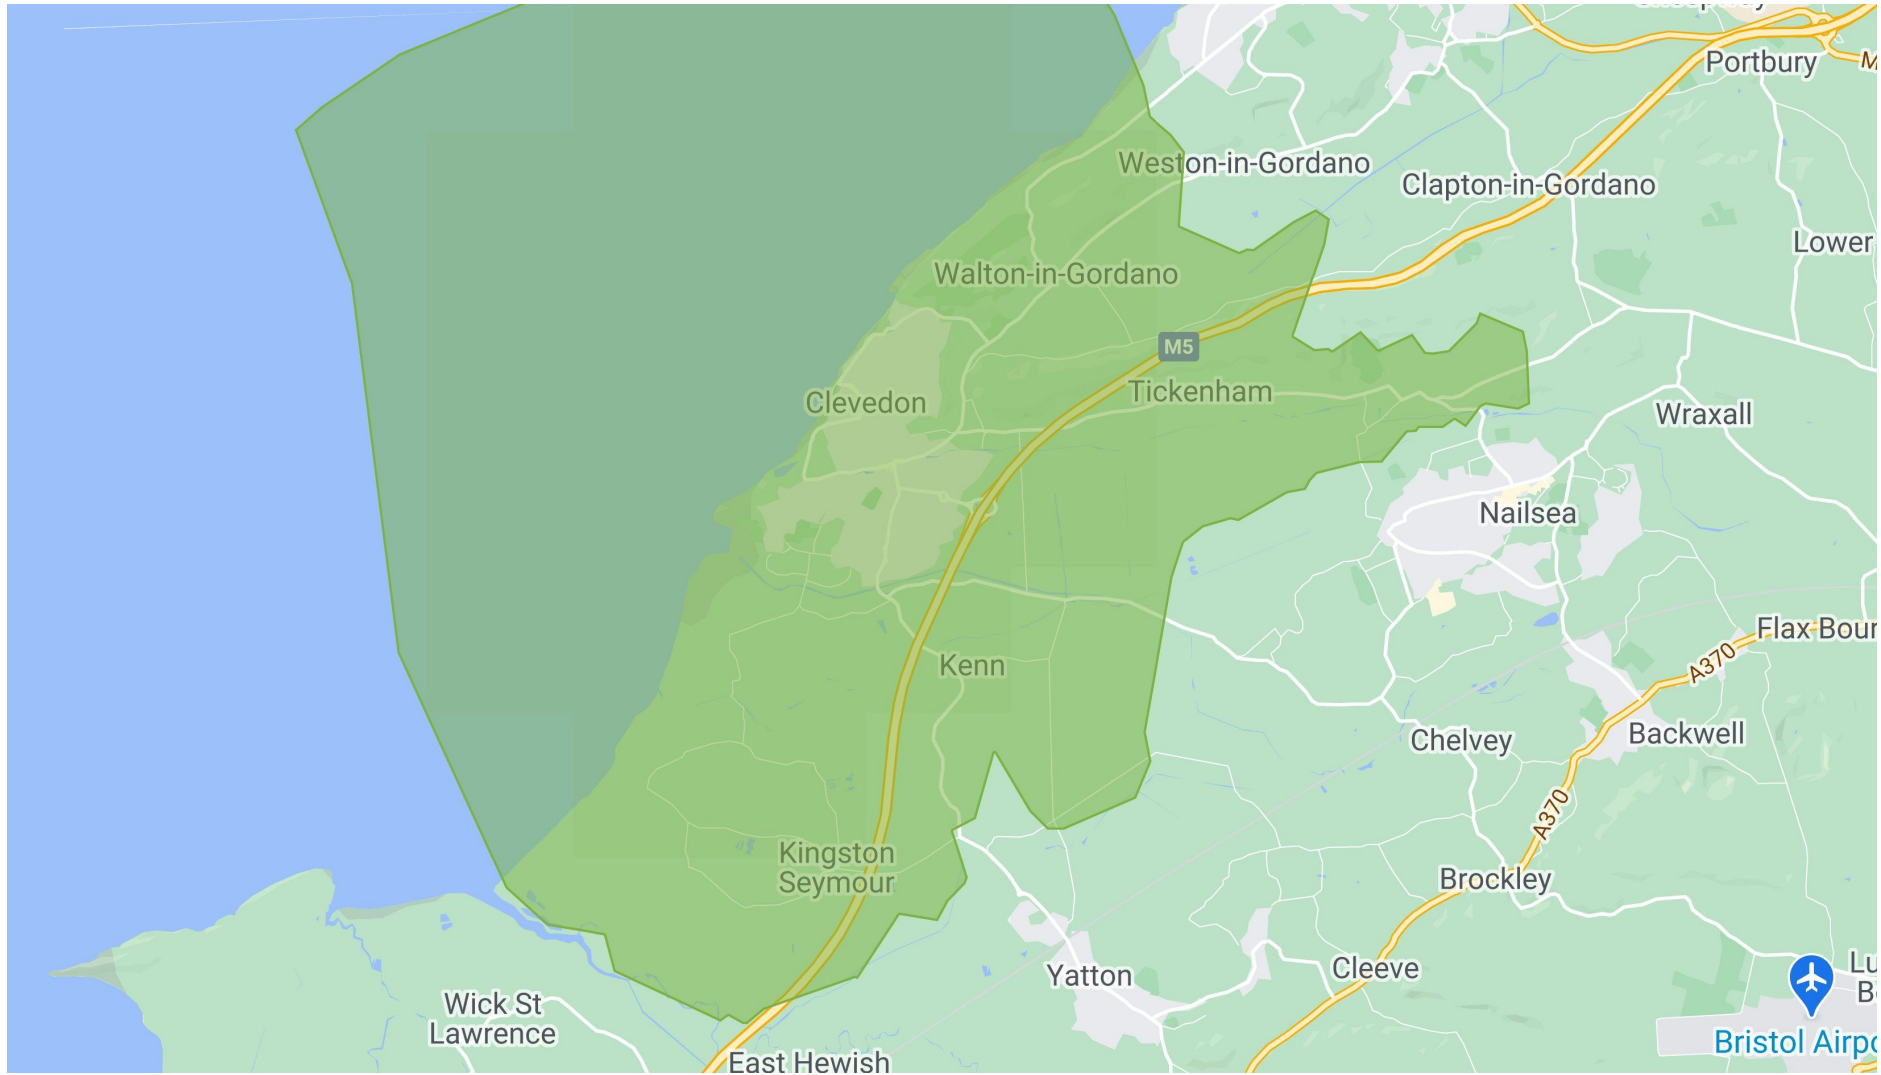 Portbury
Weston-in-Gordano
Clapton-in-Gordano
Lower
Walton-in-Gordano
M5
Tickenham
Clevedon
Wraxall
Nailsea
Flax Bour
A370
Kenn
Backwell
Chelvey
A370
Kingston
Seymour
Brockley
Cleeve
Yatton
Wick St
Lawrence
Bristol Airpo
East Hewish